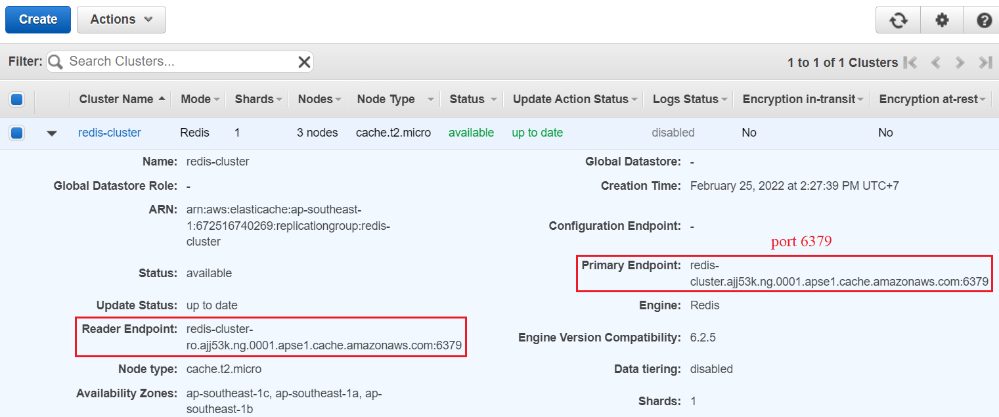 Create Actions
Filter: Search Clusters... 1 to 1 of 1 Clusters
Cluster Name Mode Shards Nodes Node Type Status Update Action Status Logs Status Encryption in-transit Encryption at-rest
redis-cluster Redis 1 3 nodes cache.t2.micro available up to date disabled No No
Name: redis-cluster
Global Datastore Role: -
ARN: arn:aws:elasticache:ap-southeast-
1:672516740269:replicationgroup:redis-
cluster
Status: available
Update Status: up to date
Reader Endpoint: redis-cluster-
ro.ajj53k.ng.0001.apse1.cache.amazonaws.com:6379
Node type: cache.t2.micro
Availability Zones: ap-southeast-1c, ap-southeast-1a, ap-
southeast-1b
Global Datastore: -
Creation Time: February 25, 2022 at 2:27:39 PM UTC+7
Configuration Endpoint: -
port 6379
Primary Endpoint: redis-
cluster.ajj53k.ng.0001.apse1.cache.amazonaws.com:6379
Engine: Redis
Engine Version Compatibility: 6.2.5
Data tiering: disabled
Shards: 1